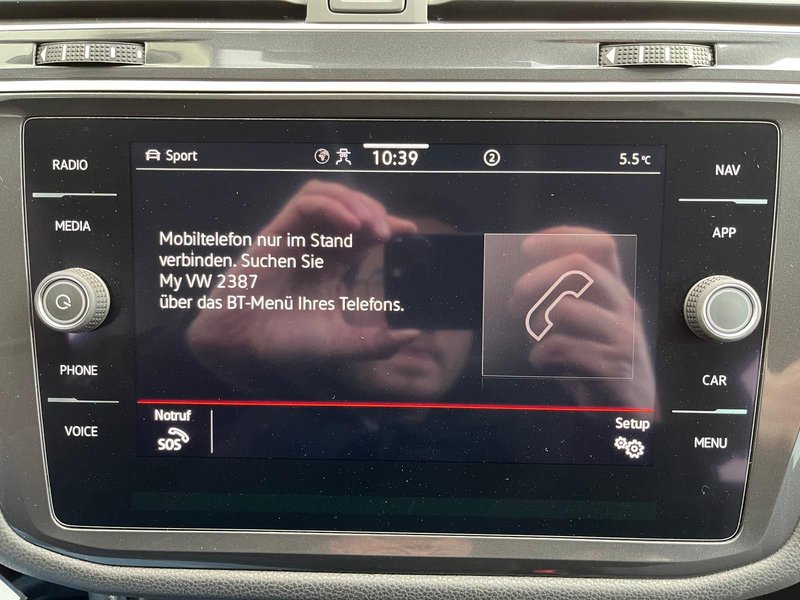 Sport
10:39
2
5.5°C
RADIO
MEDIA
PHONE
VOICE
Mobiltelefon nur im Stand
verbinden. Suchen Sie
My VW 2387
über das BT-Menü Ihres Telefons.
Notruf
SOS
Setup
NAV
APP
CAR
MENU